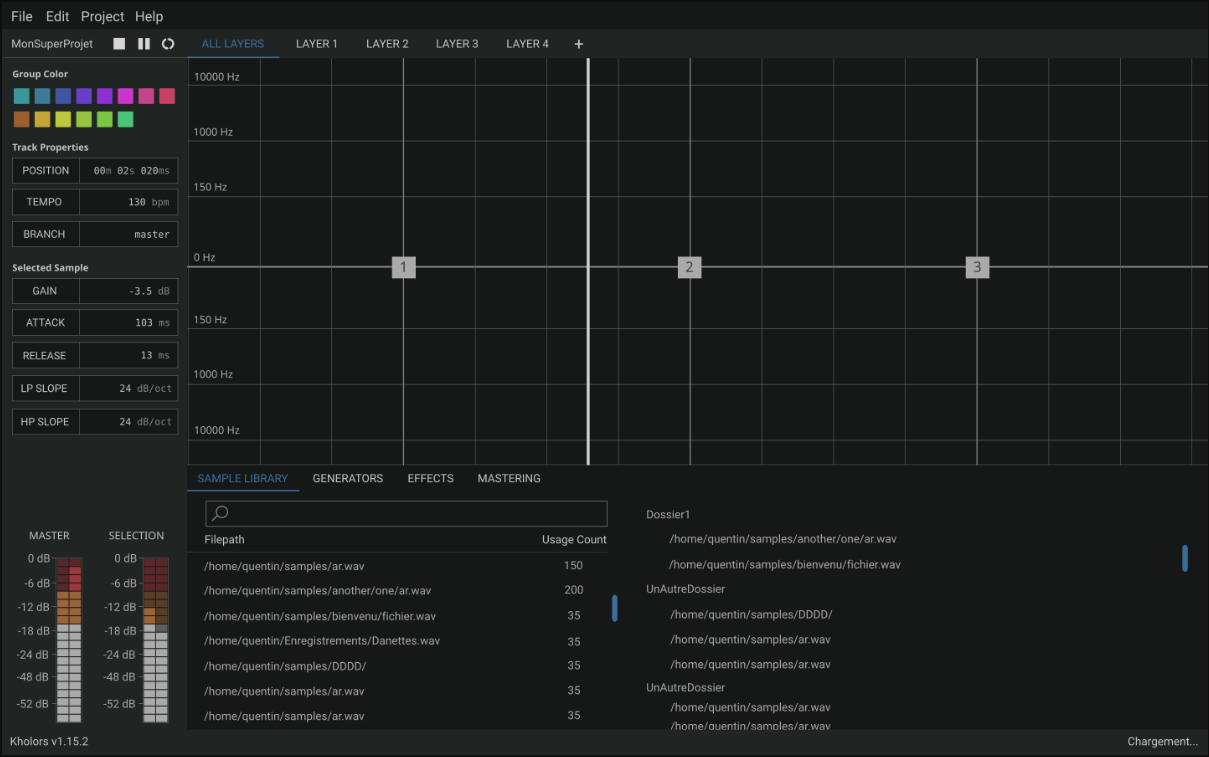 File Edit Project Help
MonSuperProjet
ALL LAYERS LAYER 1 LAYER 2 LAYER 3 LAYER 4 +
Group Color
Track Properties
POSITION 00m 02s 020ms
TEMPO 130 bpm
BRANCH master
Selected Sample
GAIN -3.5 dB
ATTACK 103 ms
RELEASE 13 ms
LP SLOPE 24 dB/oct
HP SLOPE 24 dB/oct
MASTER SELECTION
0 dB 0 dB
-6 dB -6 dB
-12 dB -12 dB
-18 dB -18 dB
-24 dB -24 dB
-48 dB -48 dB
-52 dB -52 dB
10000 Hz
1000 Hz
150 Hz
0 Hz
1 2 3
150 Hz
1000 Hz
10000 Hz
SAMPLE LIBRARY GENERATORS EFFECTS MASTERING
Filepath Usage Count
/home/quentin/samples/ar.wav 150
/home/quentin/samples/another/one/ar.wav 200
/home/quentin/samples/bienvenu/fichier.wav 35
/home/quentin/Enregistrements/Danettes.wav 35
/home/quentin/samples/DDDD/ 35
/home/quentin/samples/ar.wav 35
/home/quentin/samples/ar.wav 35
Dossier1
/home/quentin/samples/another/one/ar.wav
/home/quentin/samples/bienvenu/fichier.wav
UnAutreDossier
/home/quentin/samples/DDDD/
/home/quentin/samples/ar.wav
/home/quentin/samples/ar.wav
UnAutreDossier
/home/quentin/samples/ar.wav
/home/quentin/samples/ar.wav
Kholors v1.15.2
Chargement...